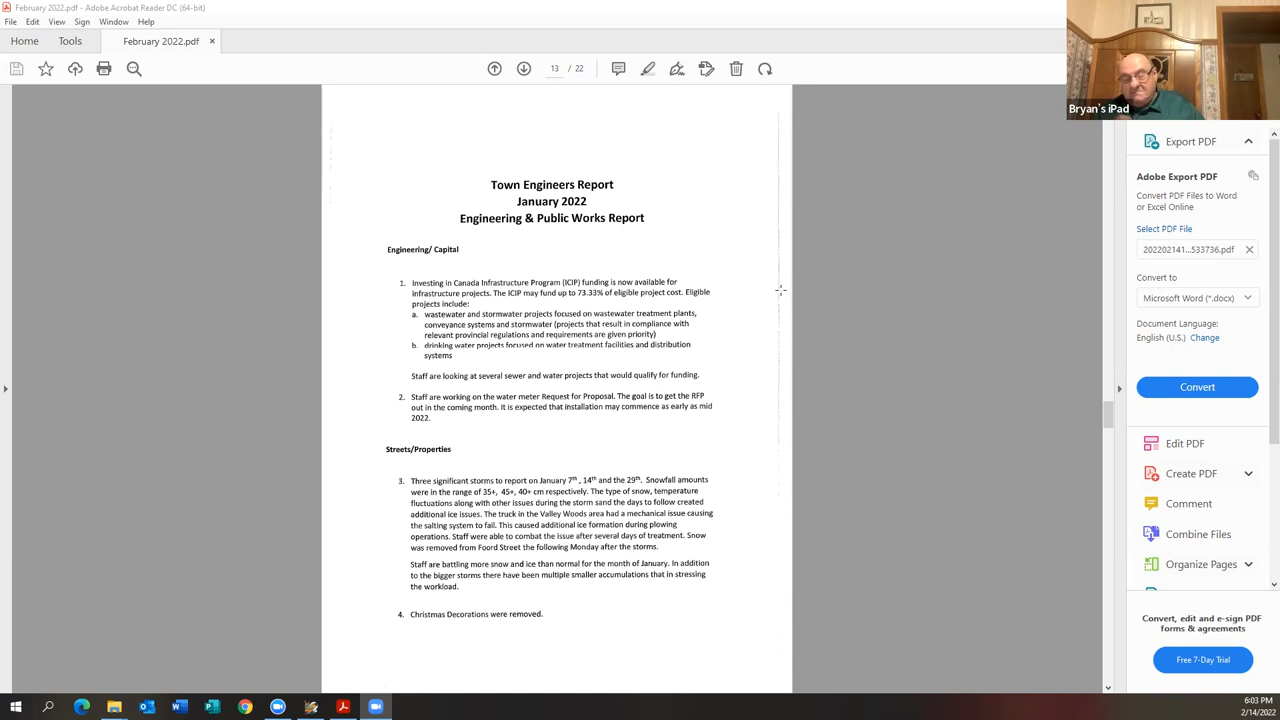 February 2022.pdf - Adobe Acrobat Reader DC (64-bit)
File Edit View Sign Window Help
Home Tools February 2022.pdf ×
13 / 22
Bryan's iPad
Town Engineers Report
January 2022
Engineering & Public Works Report
Engineering/ Capital
1. Investing in Canada Infrastructure Program (ICIP) funding is now available for
infrastructure projects. The ICIP may fund up to 73.33% of eligible project cost. Eligible
projects include:
a. wastewater and stormwater projects focused on wastewater treatment plants,
conveyance systems and stormwater (projects that result in compliance with
relevant provincial regulations and requirements are given priority)
b. drinking water projects focused on water treatment facilities and distribution
systems
Staff are looking at several sewer and water projects that would qualify for funding.
2. Staff are working on the water meter Request for Proposal. The goal is to get the RFP
out in the coming month. It is expected that installation may commence as early as mid
2022.
Streets/Properties
3. Three significant storms to report on January 7th , 14th and the 29th. Snowfall amounts
were in the range of 35+, 45+, 40+ cm respectively. The type of snow, temperature
fluctuations along with other issues during the storm sand the days to follow created
additional ice issues. The truck in the Valley Woods area had a mechanical issue causing
the salting system to fail. This caused additional ice formation during plowing
operations. Staff were able to combat the issue after several days of treatment. Snow
was removed from Foord Street the following Monday after the storms.
Staff are battling more snow and ice than normal for the month of January. In addition
to the bigger storms there have been multiple smaller accumulations that in stressing
the workload.
4. Christmas Decorations were removed.
Export PDF
Adobe Export PDF
Convert PDF Files to Word
or Excel Online
Select PDF File
202202141...533736.pdf
Convert to
Microsoft Word (*.docx)
Document Language:
English (U.S.) Change
Convert
Edit PDF
Create PDF
Comment
Combine Files
Organize Pages
Convert, edit and e-sign PDF
forms & agreements
Free 7-Day Trial
6:03 PM
2/14/2022